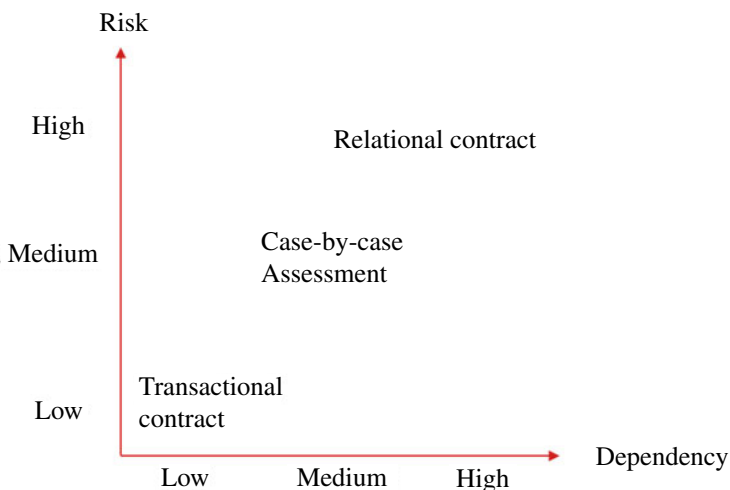 Risk
High
Relational contract
Medium
Case-by-case
Assessment
Transactional
contract
Low
Dependency
Low Medium High